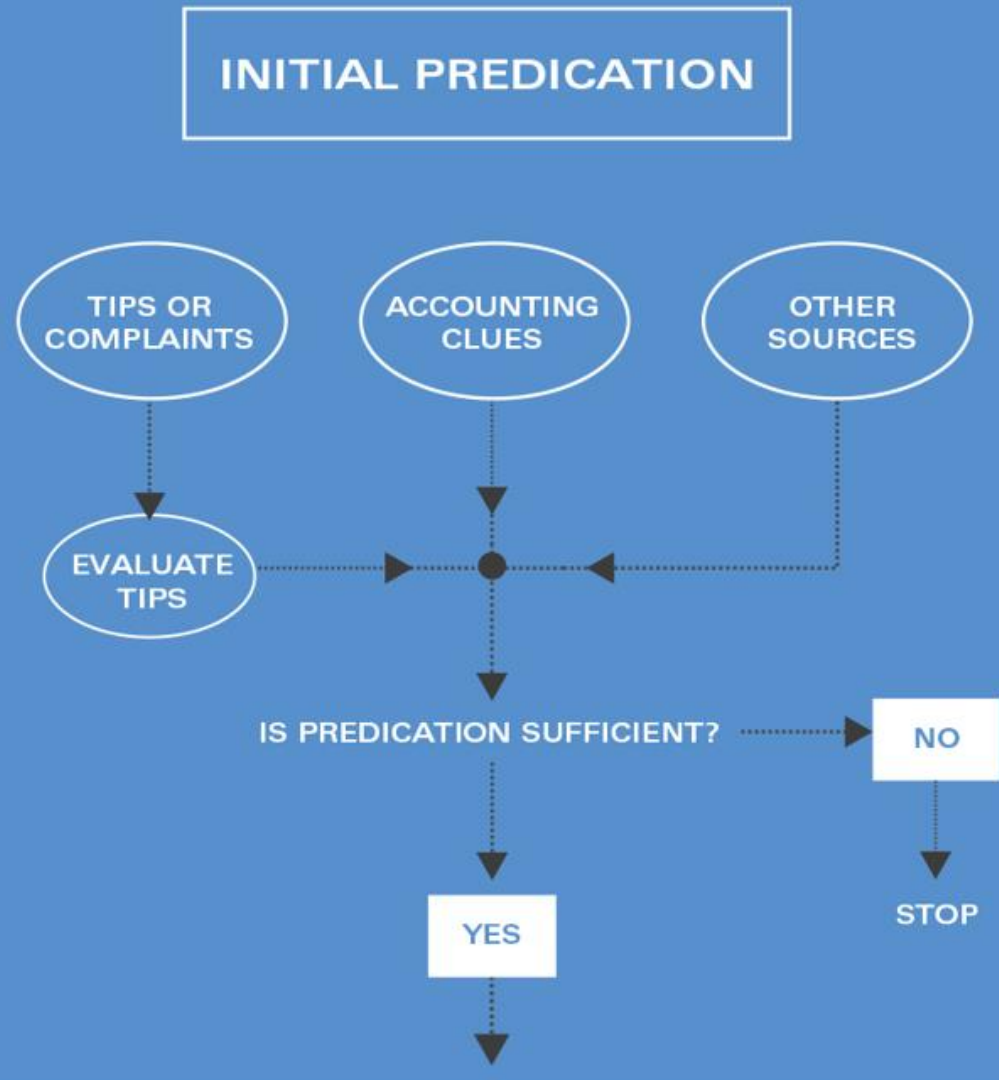 INITIAL PREDICATION
TIPS OR
COMPLAINTS
ACCOUNTING
CLUES
OTHER
SOURCES
EVALUATE
TIPS
IS PREDICATION SUFFICIENT?
NO
YES
STOP